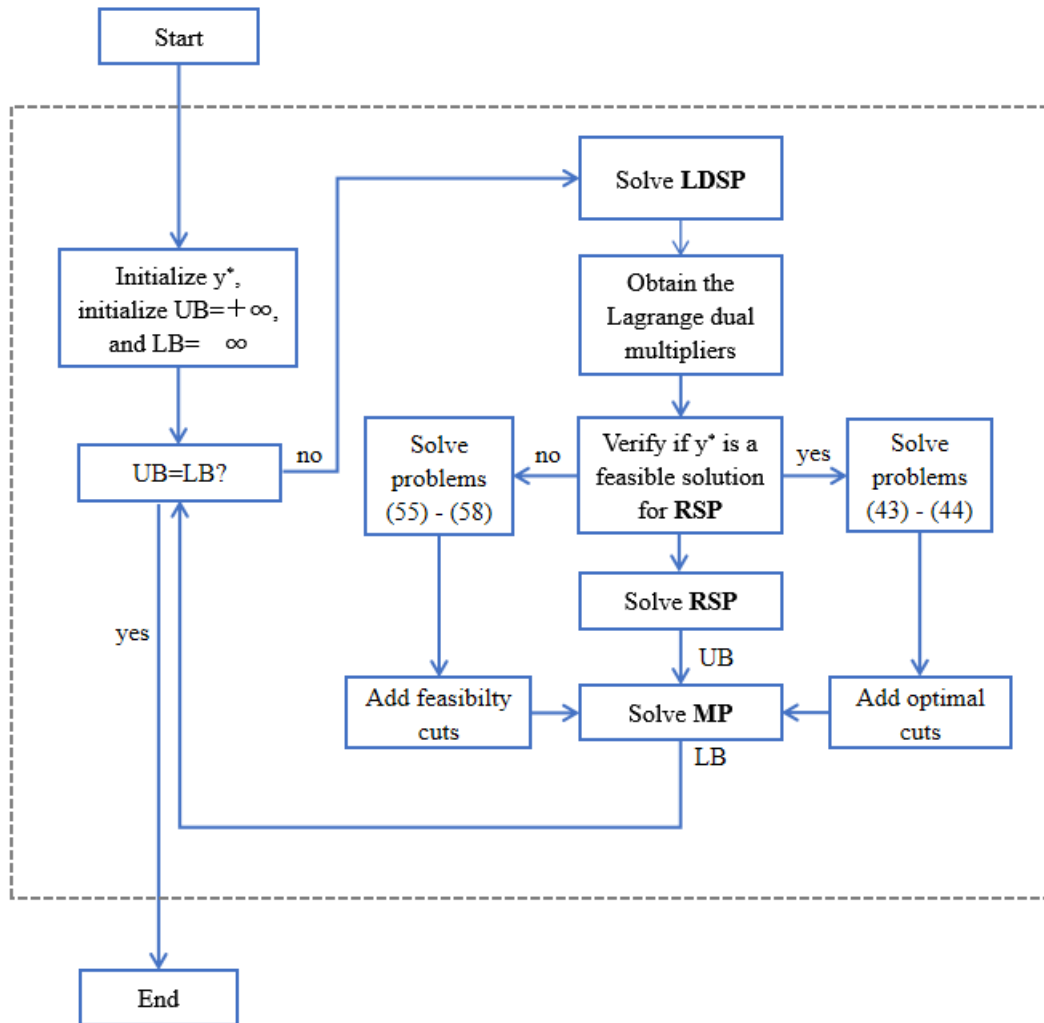 Start
Solve LDSP
Initialize y*,
initialize UB=+∞,
and LB= ∞
Obtain the
Lagrange dual
multipliers
UB=LB?
no
Solve
problems
(55) - (58)
no
Verify if y* is a
feasible solution
for RSP
yes
Solve
problems
(43) - (44)
Solve RSP
yes
UB
Add feasibilty
cuts
Solve MP
Add optimal
cuts
LB
End